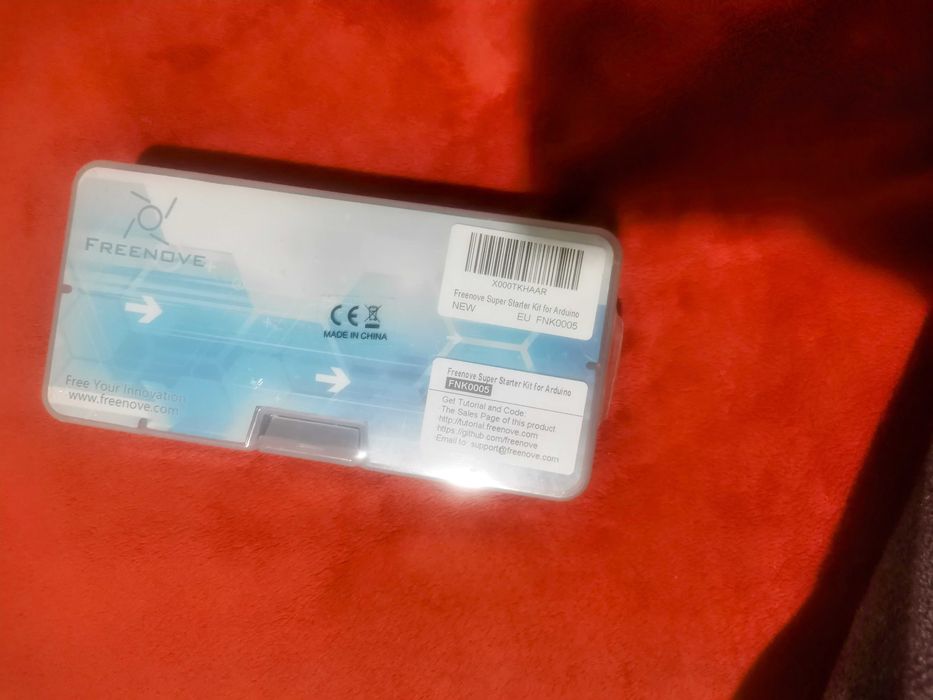 FREENOVE
X000TKHAAR
Freenove Super Starter Kit for Arduino
NEW EU FNK0005
CE
MADE IN CHINA
Freenove Super Starter Kit for Arduino
FNK0005
Get Tutorial and Code:
The Sales Page of this product
http://tutorial.freenove.com
https://github.com/freenove
Email to: support@freenove.com
Free Your Innovation
www.freenove.com